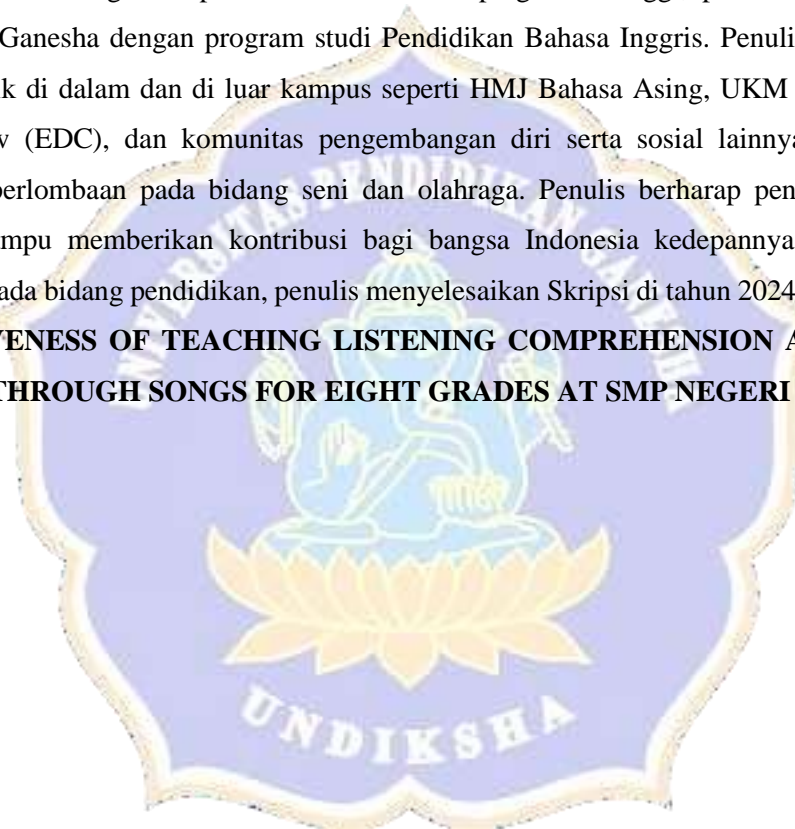 Ganesha dengan program studi Pendidikan Bahasa Inggris. Penuli
k di dalam dan di luar kampus seperti HMJ Bahasa Asing, UKM
(EDC), dan komunitas pengembangan diri serta sosial lainnya
perlombaan pada bidang seni dan olahraga. Penulis berharap pen
mpu memberikan kontribusi bagi bangsa Indonesia kedepannya
ada bidang pendidikan, penulis menyelesaikan Skripsi di tahun 2024
VENESS OF TEACHING LISTENING COMPREHENSION A
THROUGH SONGS FOR EIGHT GRADES AT SMP NEGERI
UNIVERSITAS PENDIDIKAN GANESHA
UNDIKSHA